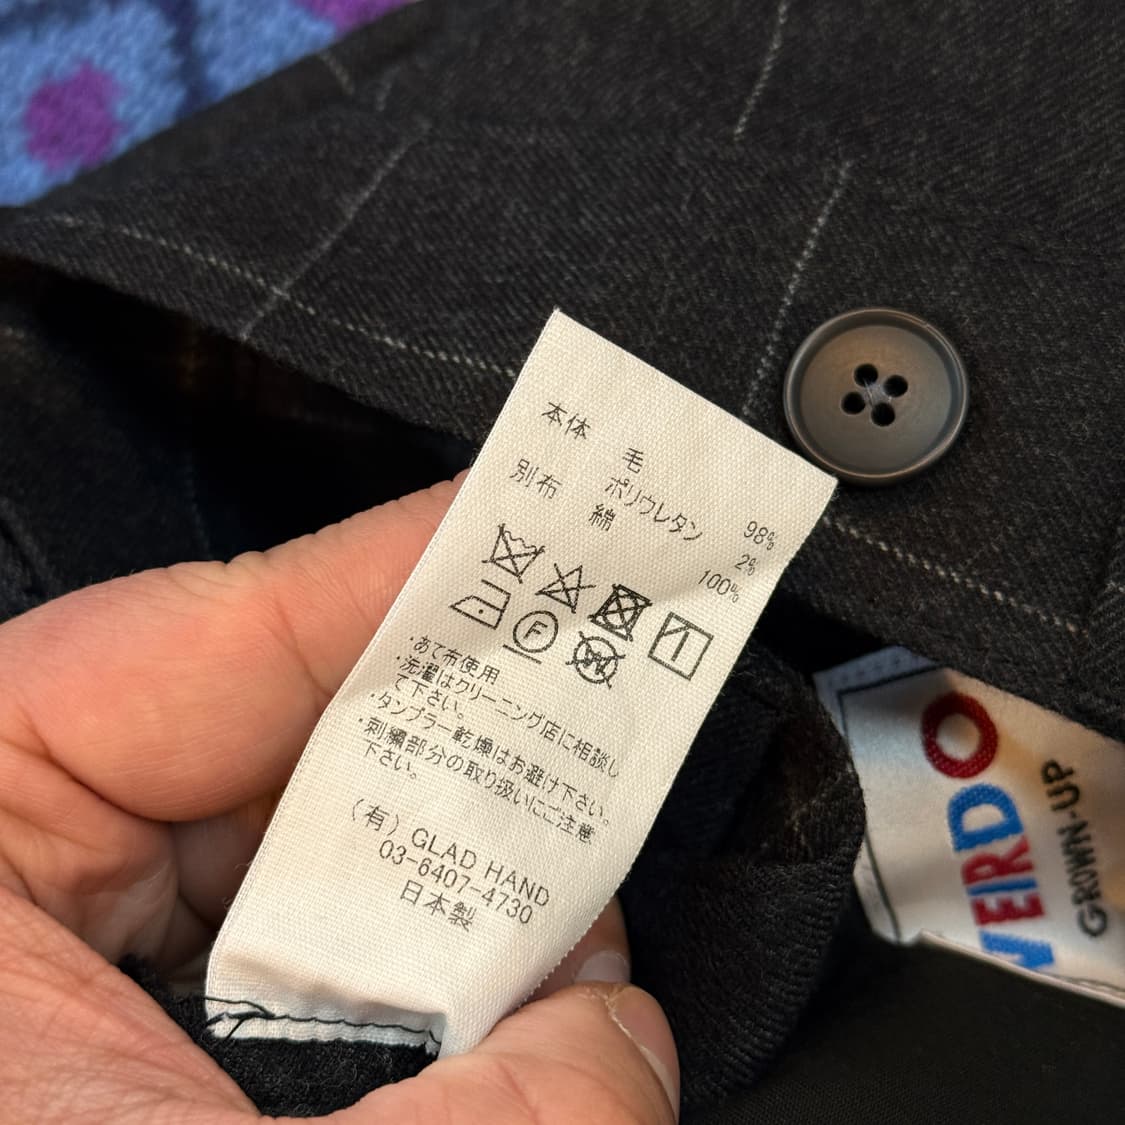 本体 毛 98%
ポリウレタン 2%
別布 綿 100%
F
W
・あて布使用
・洗濯はクリーニング店に相談し
て下さい。
・タンブラー乾燥はお避け下さい。
・刺繍部分の取り扱いにご注意
下さい。
(有) GLAD HAND
03-6407-4730
日本製
VERDO
GROWN-UP